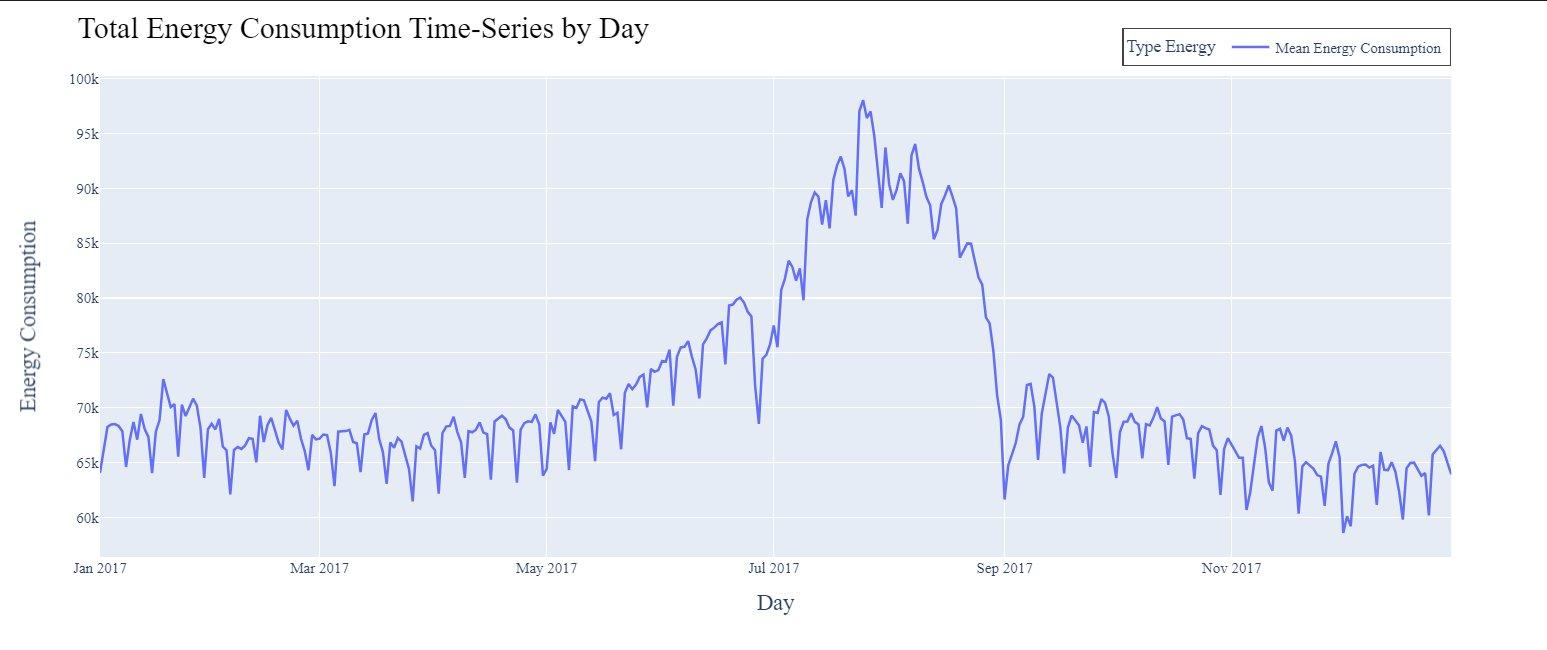 Total Energy Consumption Time-Series by Day
Type Energy
Mean Energy Consumption
100k
95k
90k
85k
80k
75k
70k
65k
60k
Energy Consumption
Jan 2017
Mar 2017
May 2017
Jul 2017
Sep 2017
Nov 2017
Day